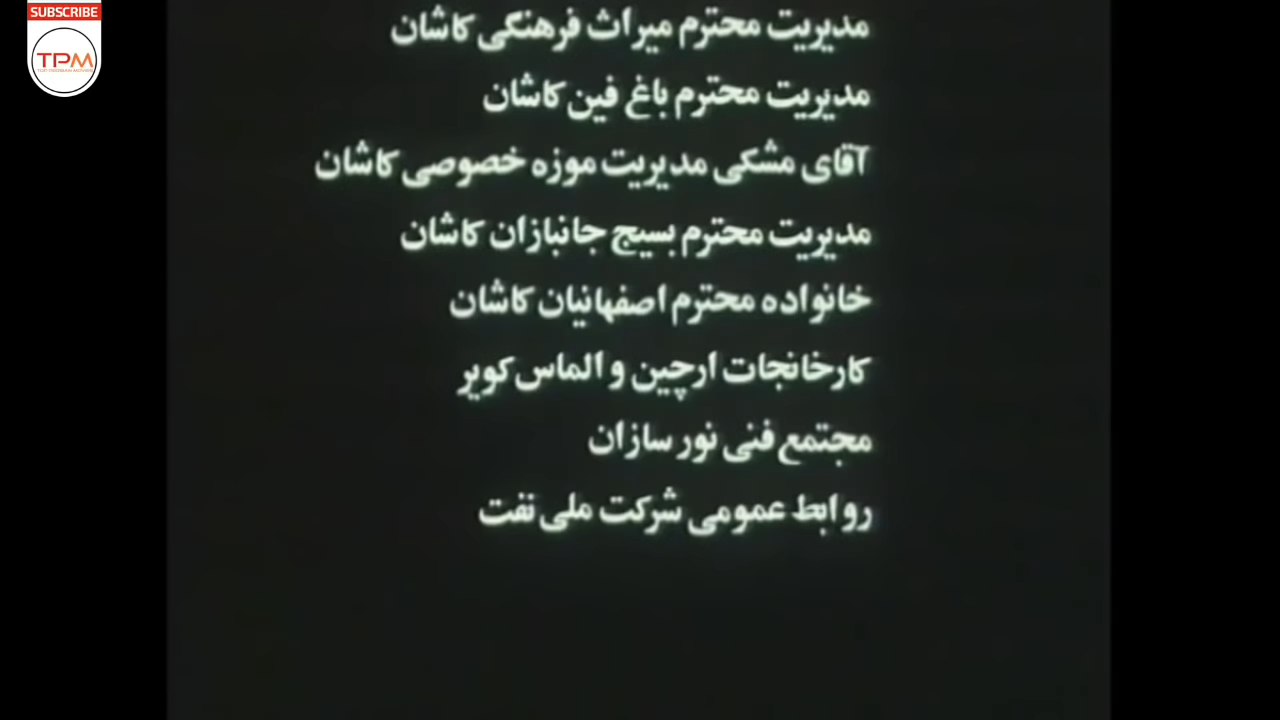 SUBSCRIBE
TPM
مدیریت محترم میراث فرهنگی کاشان
مدیریت محترم باغ فین کاشان
آقای مشکی مدیریت موزه خصوصی کاشان
مدیریت محترم بسیج جانبازان کاشان
خانواده محترم اصفهانیان کاشان
کارخانجات ارچین و الماس کویر
مجتمع فنی نور سازان
روابط عمومی شرکت ملی نفت